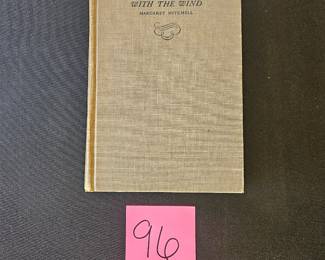 WITH THE WIND
MARGARET MITCHELL
96